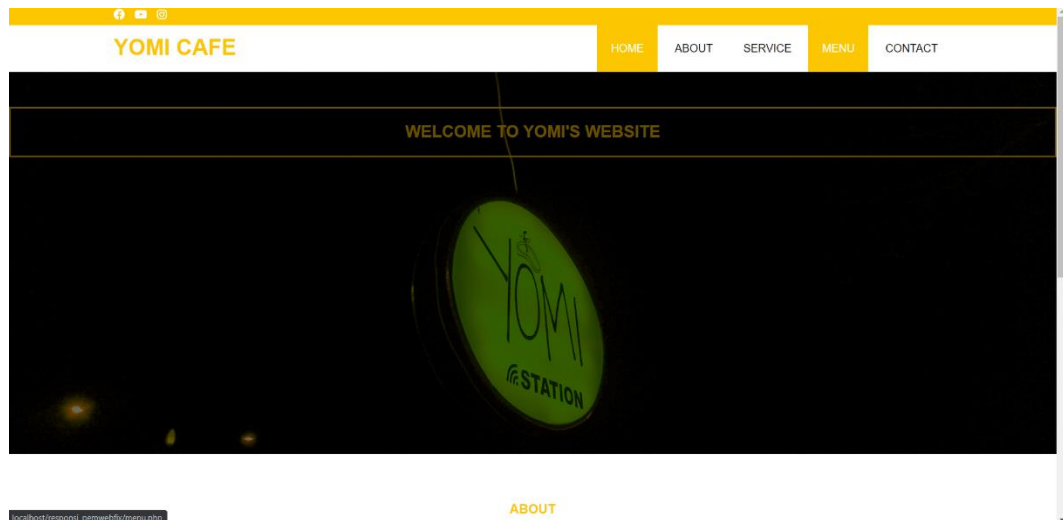 YOMI CAFE
HOME ABOUT SERVICE MENU CONTACT
WELCOME TO YOMI'S WEBSITE
YOMI
STATION
ABOUT
localhost/responsi_pemwebfix/menu.php